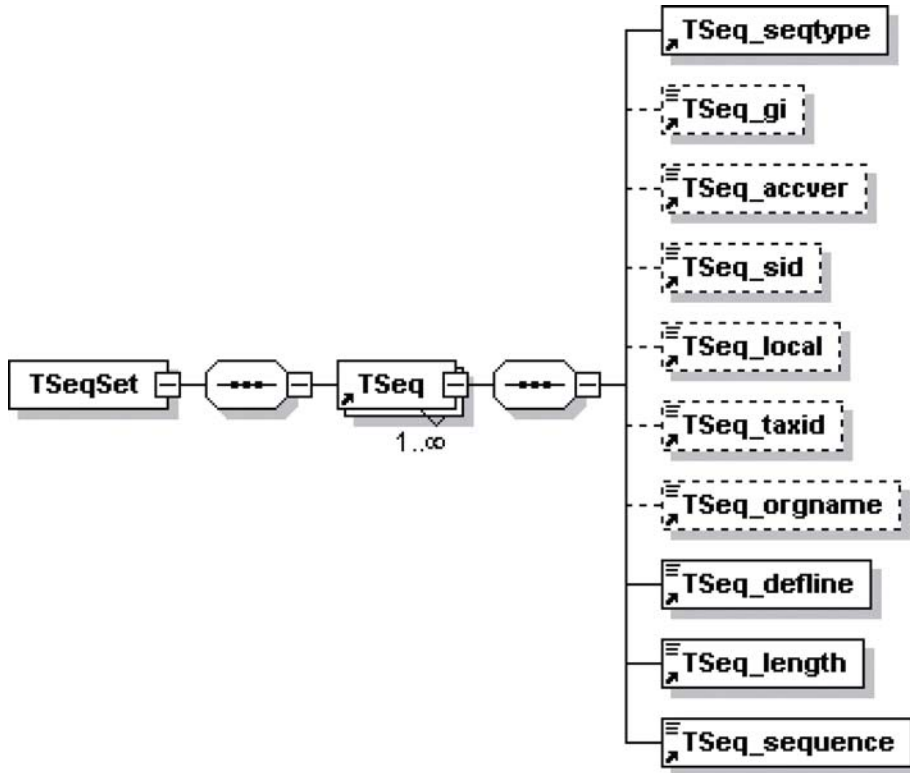 TSeq_seqtype
TSeq_gi
TSeq_accver
TSeq_sid
TSeq_local
TSeqSet
TSeq
1..∞
TSeq_taxid
TSeq_orgname
TSeq_defline
TSeq_length
TSeq_sequence